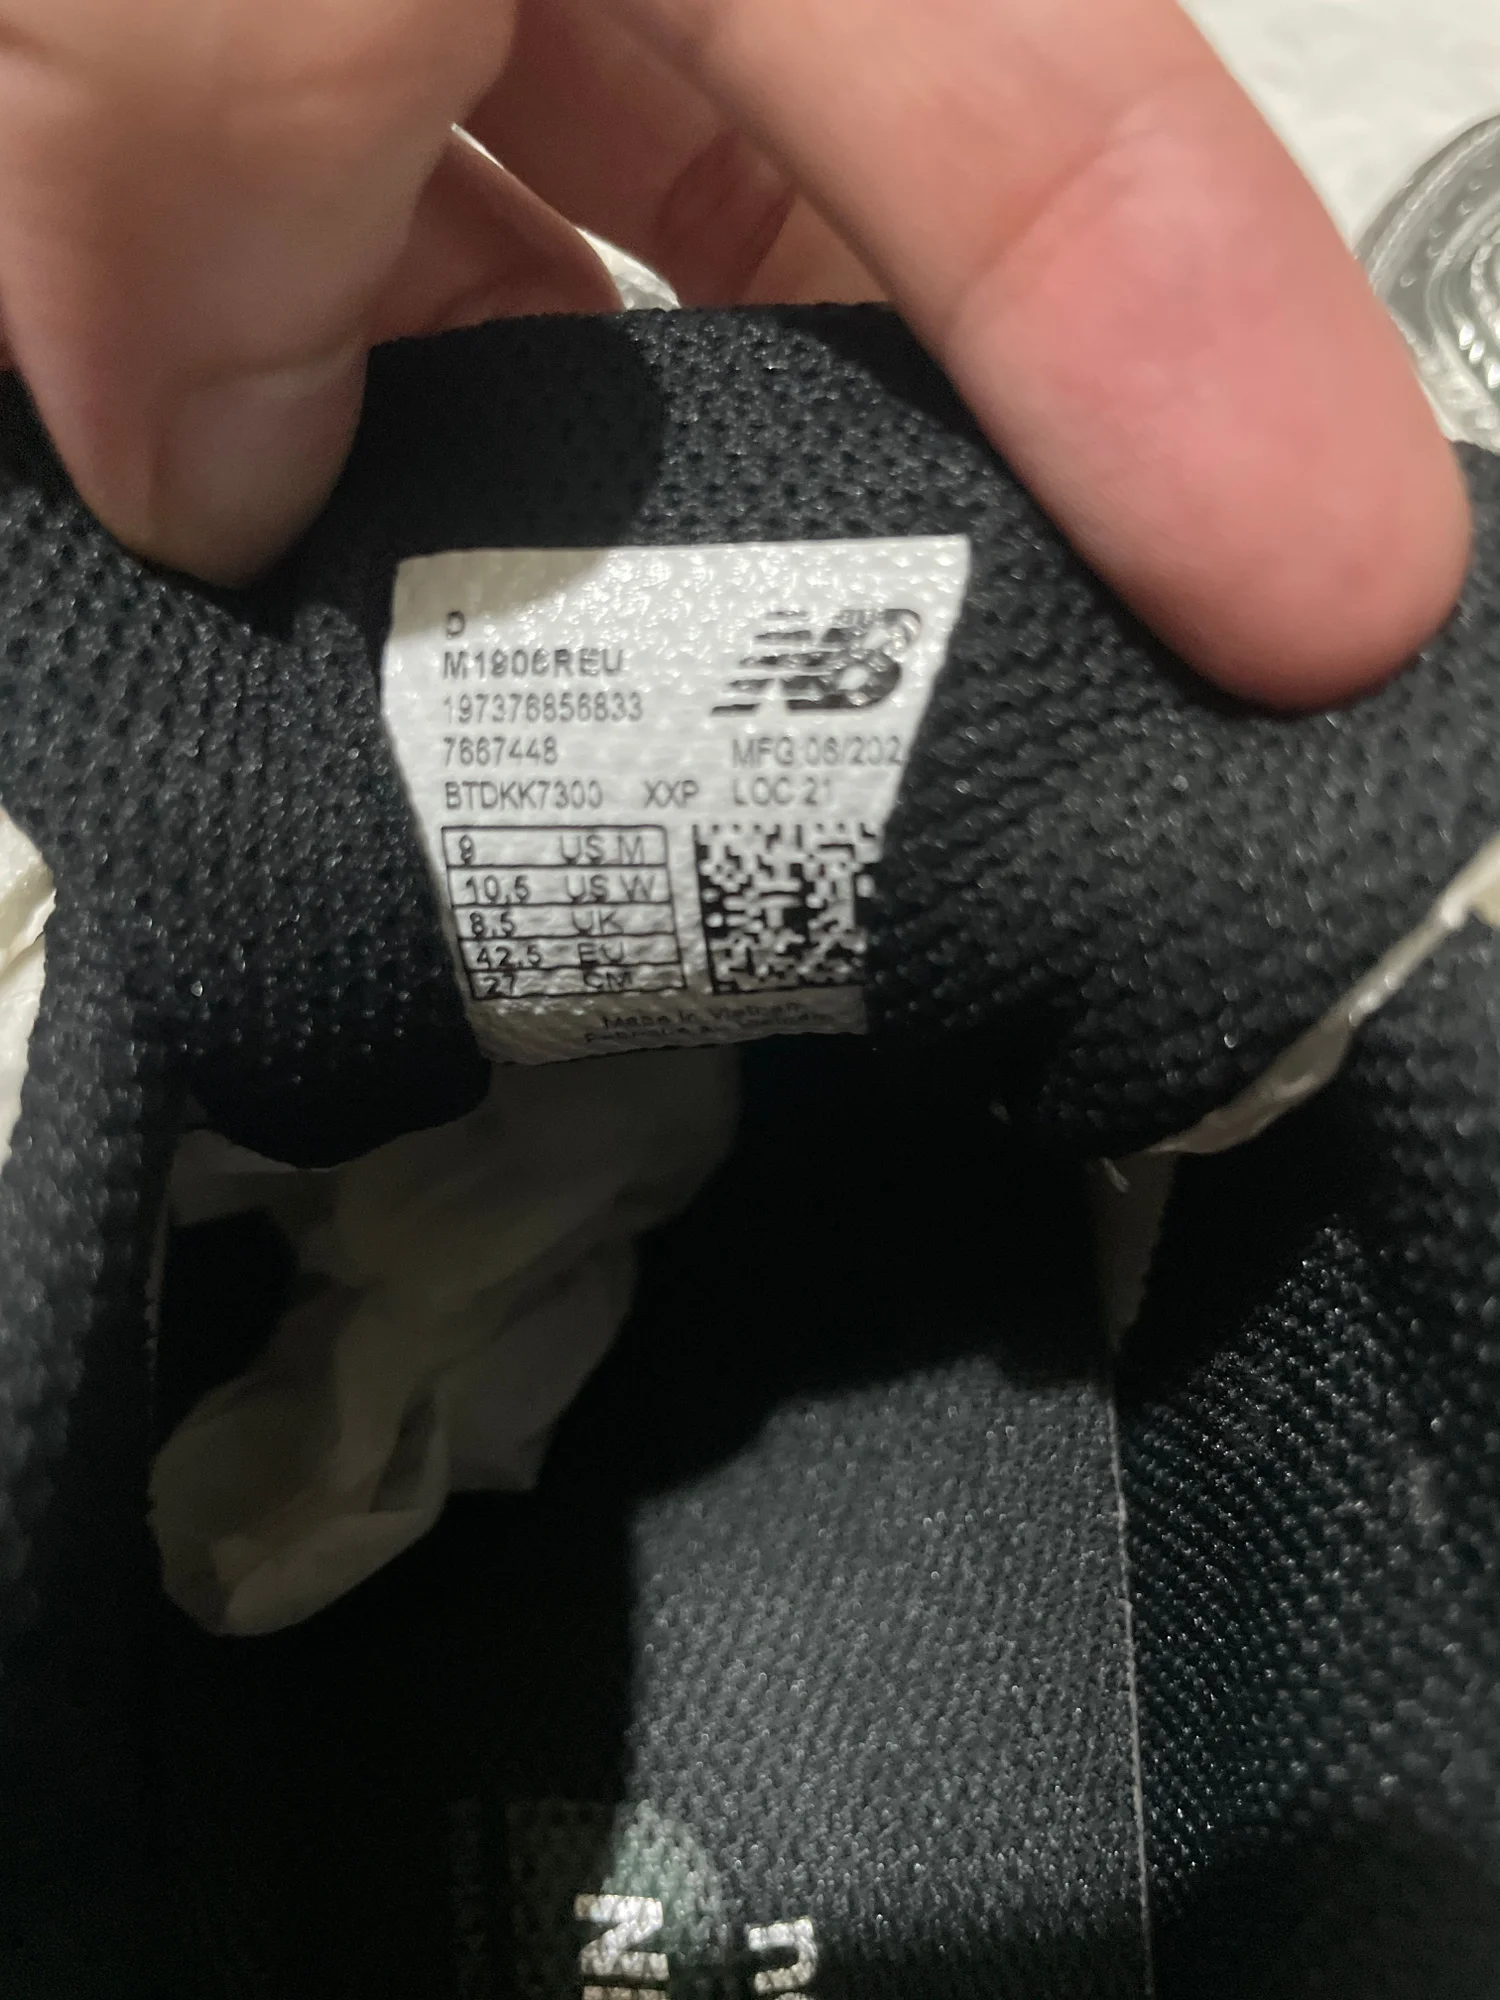 D
M1906REU
197376856833
7667448 MFG 06/202
BTDKK7300 XXP LOC 21
9 US M
10.5 US W
8.5 UK
42.5 EU
27 CM
Made in Vietnam
N
n